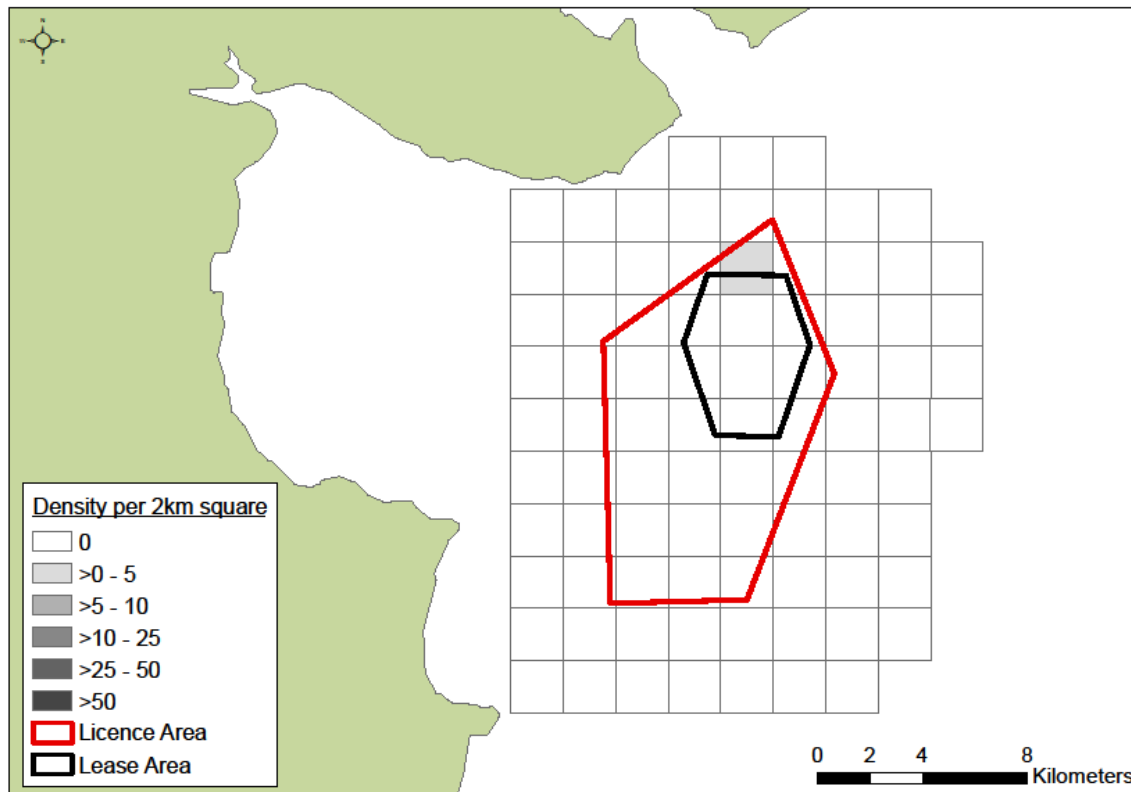 N
W E
S
Density per 2km square
0
>0 - 5
>5 - 10
>10 - 25
>25 - 50
>50
Licence Area
Lease Area
0 2 4 8
Kilometers